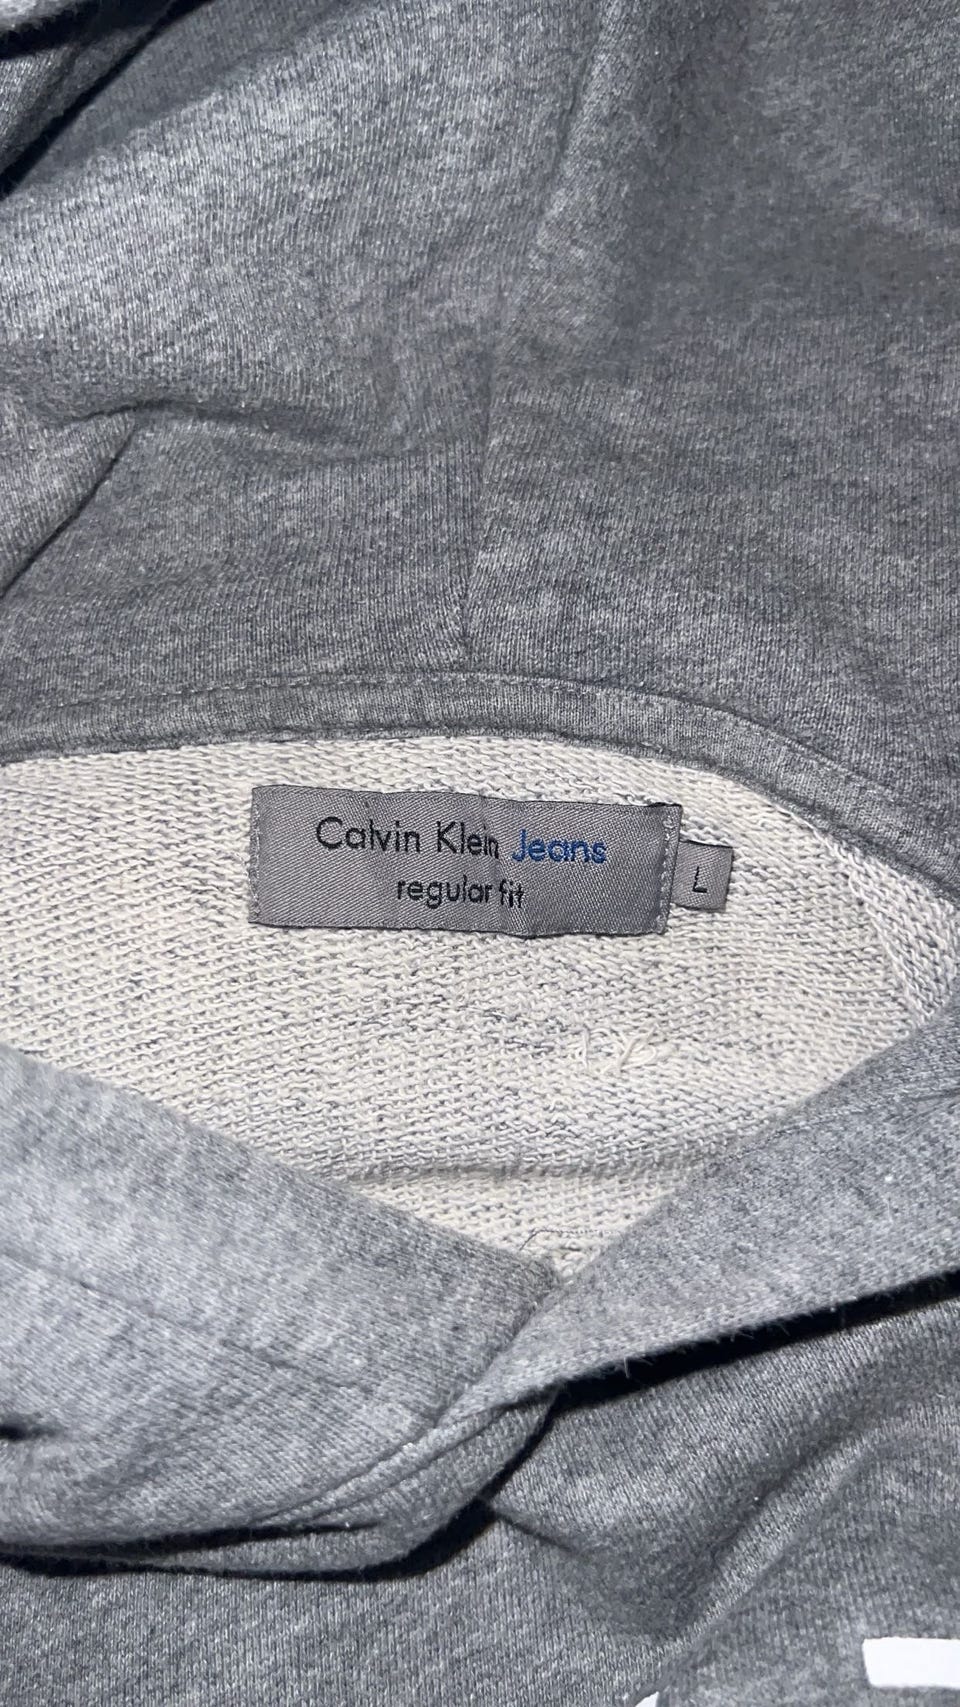 Calvin Klein Jeans
regular fit
L